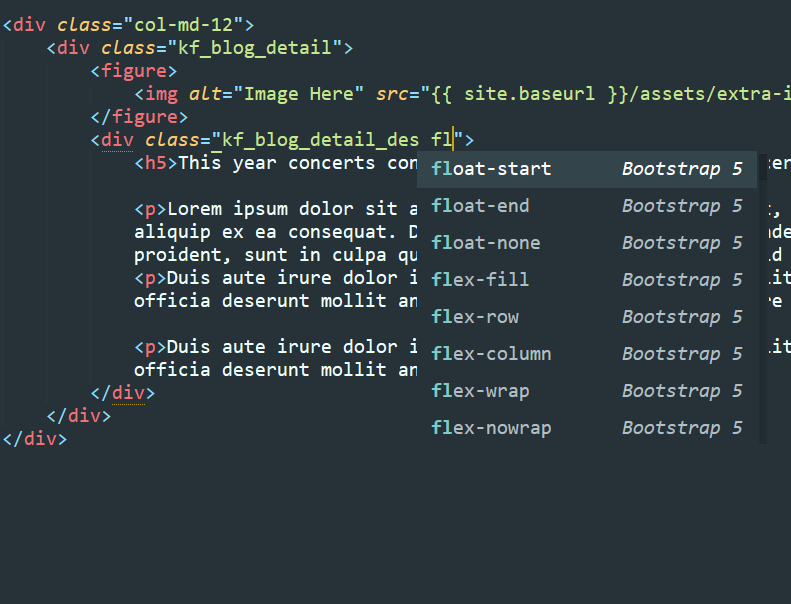 <div class="col-md-12">
<div class="kf_blog_detail">
<figure>
<img alt="Image Here" src="{{ site.baseurl }}/assets/extra-i
</figure>
<div class="kf_blog_detail_des fl">
<h5>This year concerts con
float-start Bootstrap 5
<p>Lorem ipsum dolor sit a
float-end Bootstrap 5
aliquip ex ea consequat. D
float-none Bootstrap 5
proident, sunt in culpa qu
<p>Duis aute irure dolor i
flex-fill Bootstrap 5
officia deserunt mollit an
flex-row Bootstrap 5
<p>Duis aute irure dolor i
flex-column Bootstrap 5
officia deserunt mollit an
</div>
flex-wrap Bootstrap 5
</div>
flex-nowrap Bootstrap 5
</div>